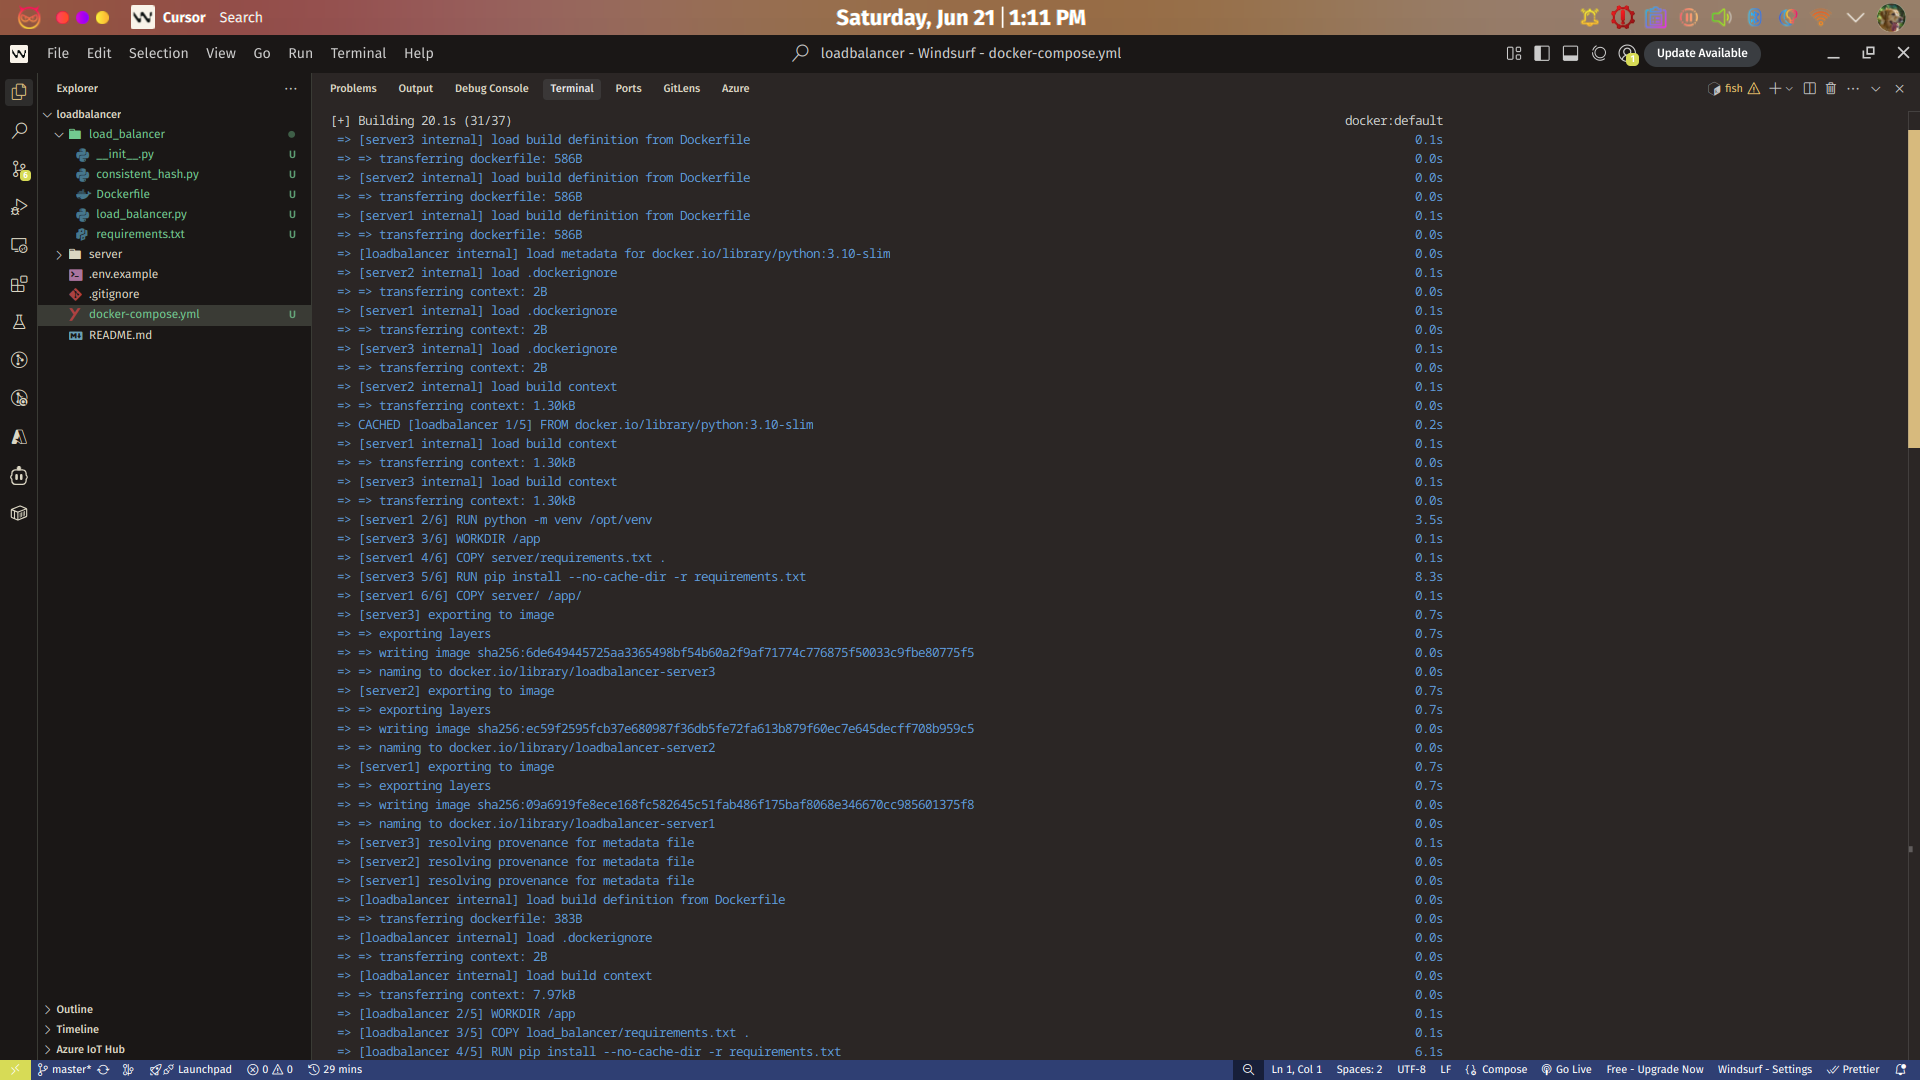 Cursor Search
Saturday, Jun 21 | 1:11 PM
File Edit Selection View Go Run Terminal Help
loadbalancer - Windsurf - docker-compose.yml
1
Update Available
Explorer
loadbalancer
load_balancer
__init__.py U
consistent_hash.py U
Dockerfile U
load_balancer.py U
requirements.txt U
server
.env.example
.gitignore
docker-compose.yml U
README.md
Outline
Timeline
Azure IoT Hub
Problems Output Debug Console Terminal Ports GitLens Azure
fish
[+] Building 20.1s (31/37) docker:default
=> [server3 internal] load build definition from Dockerfile 0.1s
=> => transferring dockerfile: 586B 0.0s
=> [server2 internal] load build definition from Dockerfile 0.0s
=> => transferring dockerfile: 586B 0.0s
=> [server1 internal] load build definition from Dockerfile 0.1s
=> => transferring dockerfile: 586B 0.0s
=> [loadbalancer internal] load metadata for docker.io/library/python:3.10-slim 0.0s
=> [server2 internal] load .dockerignore 0.1s
=> => transferring context: 2B 0.0s
=> [server1 internal] load .dockerignore 0.1s
=> => transferring context: 2B 0.0s
=> [server3 internal] load .dockerignore 0.1s
=> => transferring context: 2B 0.0s
=> [server2 internal] load build context 0.1s
=> => transferring context: 1.30kB 0.0s
=> CACHED [loadbalancer 1/5] FROM docker.io/library/python:3.10-slim 0.2s
=> [server1 internal] load build context 0.1s
=> => transferring context: 1.30kB 0.0s
=> [server3 internal] load build context 0.1s
=> => transferring context: 1.30kB 0.0s
=> [server1 2/6] RUN python -m venv /opt/venv 3.5s
=> [server3 3/6] WORKDIR /app 0.1s
=> [server1 4/6] COPY server/requirements.txt . 0.1s
=> [server3 5/6] RUN pip install --no-cache-dir -r requirements.txt 8.3s
=> [server1 6/6] COPY server/ /app/ 0.1s
=> [server3] exporting to image 0.7s
=> => exporting layers 0.7s
=> => writing image sha256:6de649445725aa3365498bf54b60a2f9af71774c776875f50033c9fbe80775f5 0.0s
=> => naming to docker.io/library/loadbalancer-server3 0.0s
=> [server2] exporting to image 0.7s
=> => exporting layers 0.7s
=> => writing image sha256:ec59f2595fcb37e680987f36db5fe72fa613b879f60ec7e645decff708b959c5 0.0s
=> => naming to docker.io/library/loadbalancer-server2 0.0s
=> [server1] exporting to image 0.7s
=> => exporting layers 0.7s
=> => writing image sha256:09a6919fe8ece168fc582645c51fab486f175baf8068e346670cc985601375f8 0.0s
=> => naming to docker.io/library/loadbalancer-server1 0.0s
=> [server3] resolving provenance for metadata file 0.1s
=> [server2] resolving provenance for metadata file 0.0s
=> [server1] resolving provenance for metadata file 0.0s
=> [loadbalancer internal] load build definition from Dockerfile 0.0s
=> => transferring dockerfile: 383B 0.0s
=> [loadbalancer internal] load .dockerignore 0.0s
=> => transferring context: 2B 0.0s
=> [loadbalancer internal] load build context 0.0s
=> => transferring context: 7.97kB 0.0s
=> [loadbalancer 2/5] WORKDIR /app 0.1s
=> [loadbalancer 3/5] COPY load_balancer/requirements.txt . 0.1s
=> [loadbalancer 4/5] RUN pip install --no-cache-dir -r requirements.txt 6.1s
master* Launchpad 0 0 29 mins Ln 1, Col 1 Spaces: 2 UTF-8 LF Compose Go Live Free - Upgrade Now Windsurf - Settings Prettier